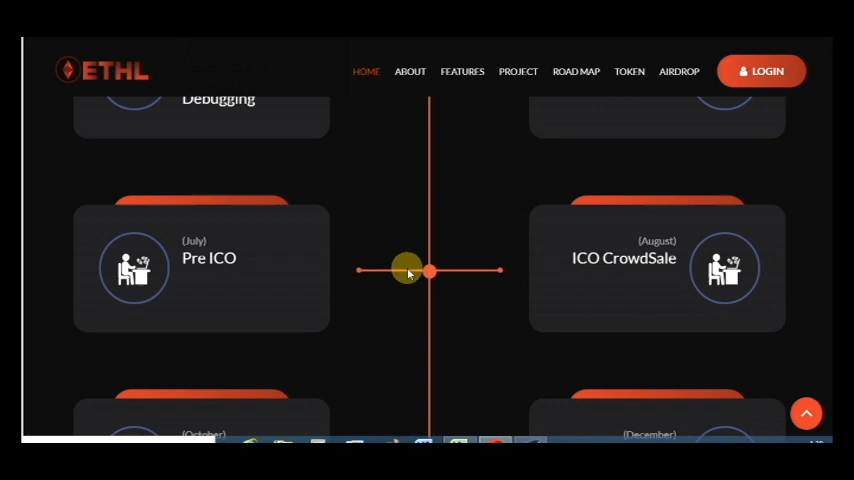 ETHL
HOME ABOUT FEATURES PROJECT ROAD MAP TOKEN AIRDROP LOGIN
Debugging
(July)
Pre ICO
(August)
ICO CrowdSale
(October)
(December)